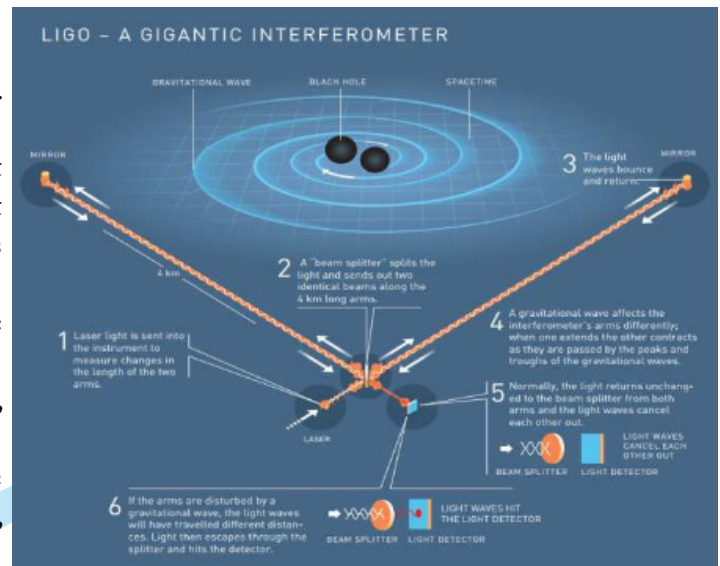 LIGO – A GIGANTIC INTERFEROMETER
GRAVITATIONAL WAVE
BLACK HOLE
SPACETIME
MIRROR
3 The light
waves bounce
and return.
MIRROR
4 km
2 A "beam splitter" splits the
light and sends out two
identical beams along the
4 km long arms.
1 Laser light is sent into
the instrument to
measure changes in
the length of the two
arms.
4 A gravitational wave affects the
interferometer's arms differently;
when one extends the other contracts
as they are passed by the peaks and
troughs of the gravitational waves.
5 Normally, the light returns unchang-
ed to the beam splitter from both
arms and the light waves cancel
each other out.
LASER
LIGHT WAVES
CANCEL EACH
OTHER OUT
BEAM SPLITTER
LIGHT DETECTOR
6 If the arms are disturbed by a
gravitational wave, the light waves
will have travelled different distan-
ces. Light then escapes through the
splitter and hits the detector.
LIGHT WAVES HIT
THE LIGHT DETECTOR
BEAM SPLITTER
LIGHT DETECTOR